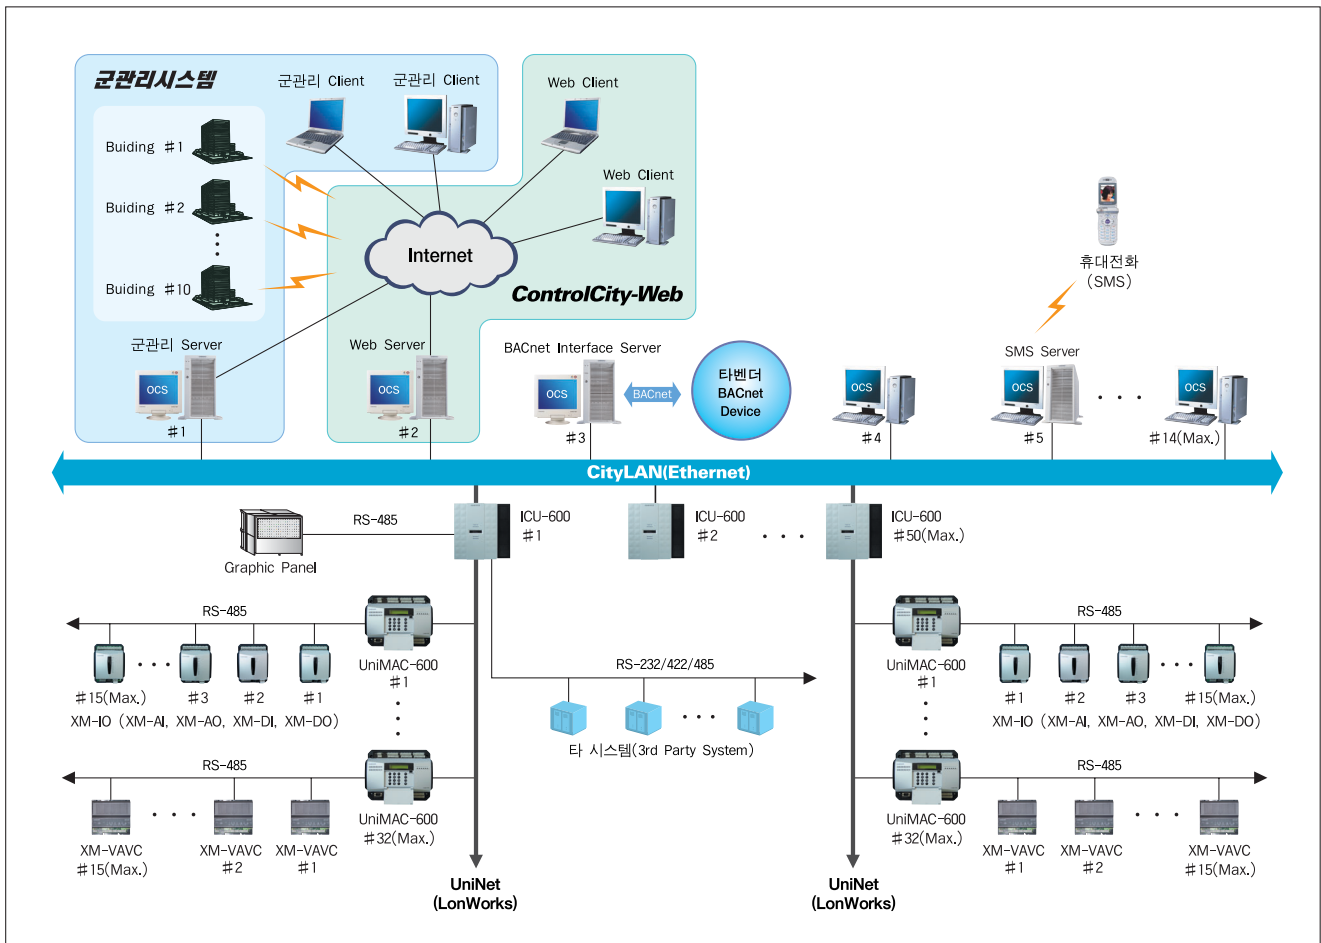 군관리시스템
군관리 Client
군관리 Client
Web Client
Buiding #1
Web Client
Buiding #2
Internet
Buiding #10
ControlCity-Web
휴대전화
(SMS)
군관리 Server
Web Server
BACnet Interface Server
SMS Server
OCS
OCS
OCS
BACnet
타벤더
BACnet
Device
OCS
OCS
OCS
#1
#2
#3
#4
#5
#14(Max.)
CityLAN(Ethernet)
RS-485
ICU-600
#1
ICU-600
#2
ICU-600
#50(Max.)
Graphic Panel
RS-485
UniMAC-600
#1
#15(Max.)
#3
#2
#1
XM-IO (XM-AI, XM-AO, XM-DI, XM-DO)
RS-232/422/485
타 시스템(3rd Party System)
RS-485
UniMAC-600
#1
#1
#2
#3
#15(Max.)
XM-IO (XM-AI, XM-AO, XM-DI, XM-DO)
RS-485
UniMAC-600
#32(Max.)
XM-VAVC
#15(Max.)
XM-VAVC
#2
XM-VAVC
#1
RS-485
UniMAC-600
#32(Max.)
XM-VAVC
#1
XM-VAVC
#2
XM-VAVC
#15(Max.)
UniNet
(LonWorks)
UniNet
(LonWorks)